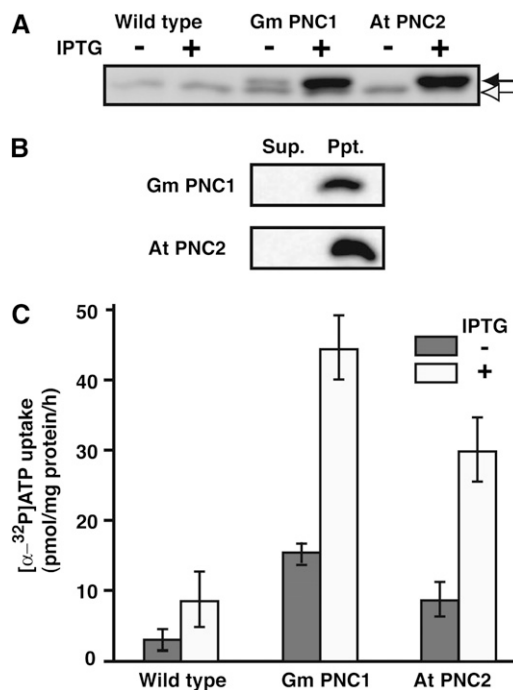 A
Wild type Gm PNC1 At PNC2
IPTG - + - + - +
B
Sup. Ppt.
Gm PNC1
At PNC2
C
[α-³²P]ATP uptake
(pmol/mg protein/h)
50
40
30
20
10
0
IPTG
-
+
Wild type Gm PNC1 At PNC2